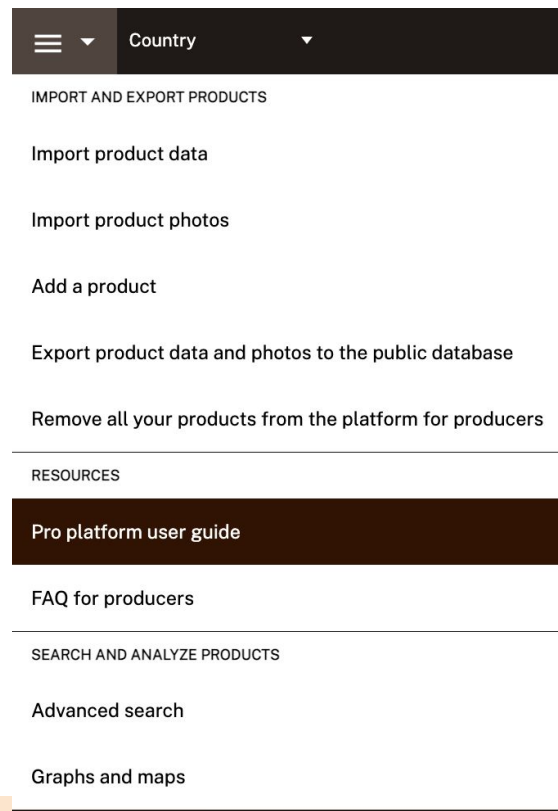 Country
IMPORT AND EXPORT PRODUCTS
Import product data
Import product photos
Add a product
Export product data and photos to the public database
Remove all your products from the platform for producers
RESOURCES
Pro platform user guide
FAQ for producers
SEARCH AND ANALYZE PRODUCTS
Advanced search
Graphs and maps